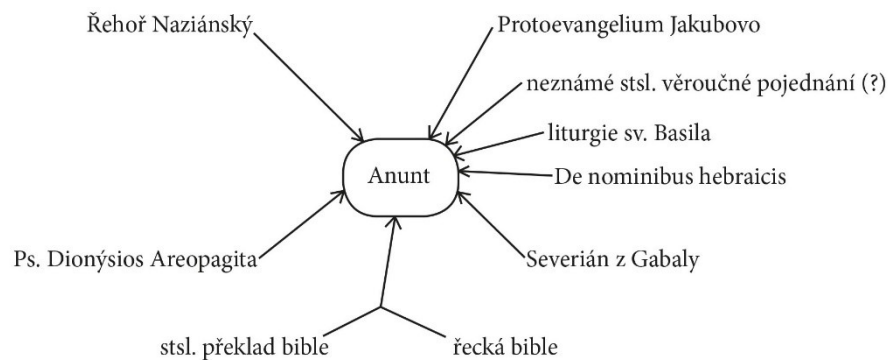 Řehoř Naziánský
Protoevangelium Jakubovo
neznámé stsl. věroučné pojednání (?)
liturgie sv. Basila
Anunt
De nominibus hebraicis
Ps. Dionýsios Areopagita
Severián z Gabaly
stsl. překlad bible
řecká bible